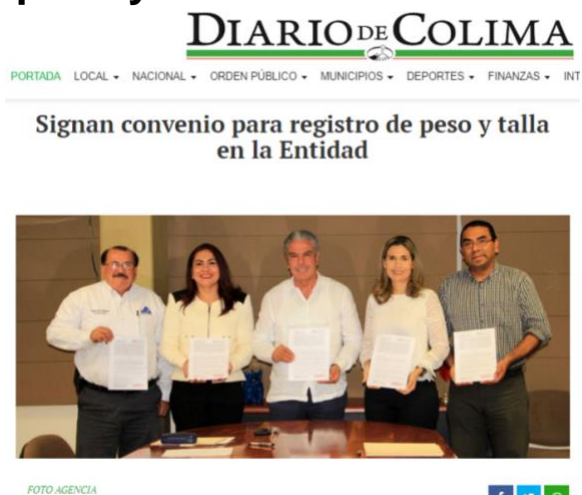 DIARIO DE COLIMA
PORTADA LOCAL NACIONAL ORDEN PÚBLICO MUNICIPIOS DEPORTES FINANZAS INT
Signan convenio para registro de peso y talla
en la Entidad
FOTO AGENCIA